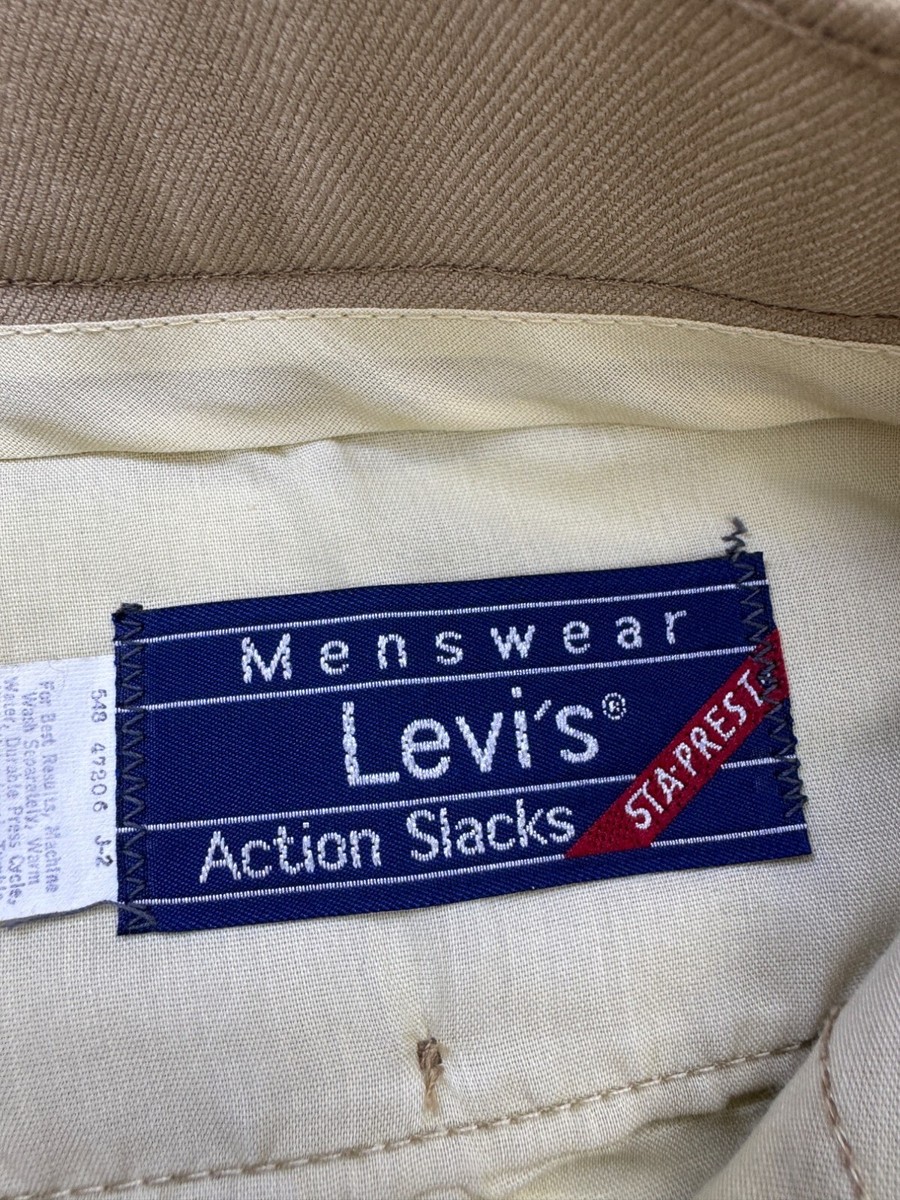 Menswear
Levi's®
Action Slacks
STA-PREST
548 47206 J-2
For Best Results, Machine
Wash Separately, Warm
Water, Durable Press Cycle,